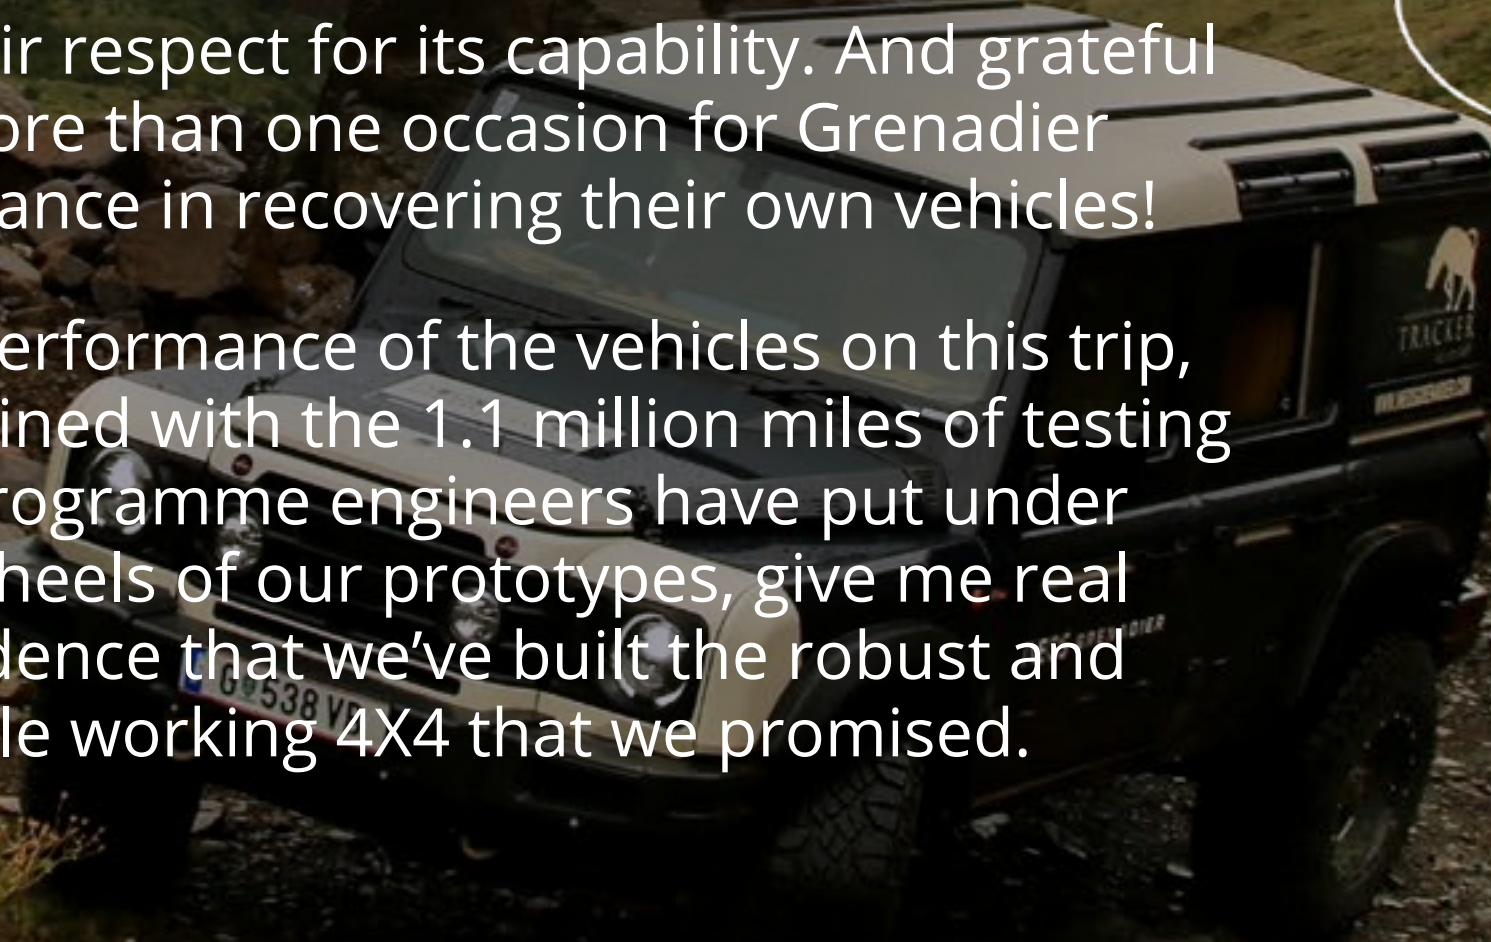 ir respect for its capability. And grateful
ore than one occasion for Grenadier
ance in recovering their own vehicles!
erformance of the vehicles on this trip,
ined with the 1.1 million miles of testing
rogramme engineers have put under
heels of our prototypes, give me real
dence that we’ve built the robust and
le working 4X4 that we promised.
TRACKER
GRENADIER
538